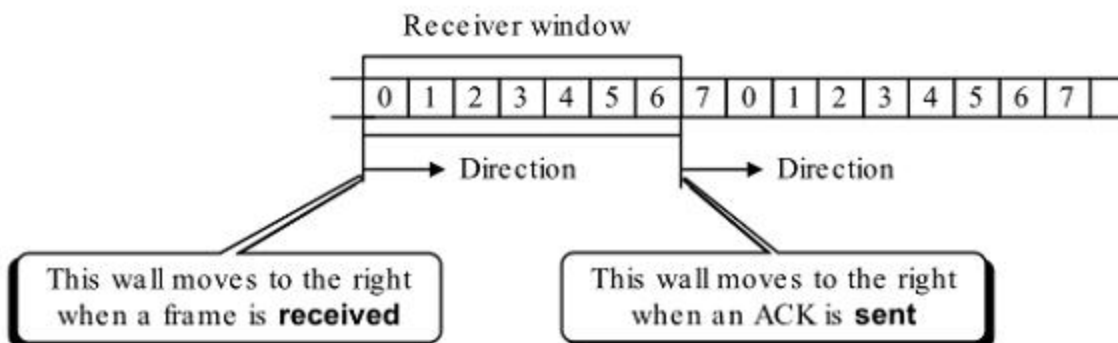 Receiver window
0 1 2 3 4 5 6 7 0 1 2 3 4 5 6 7
Direction
Direction
This wall moves to the right
when a frame is received
This wall moves to the right
when an ACK is sent